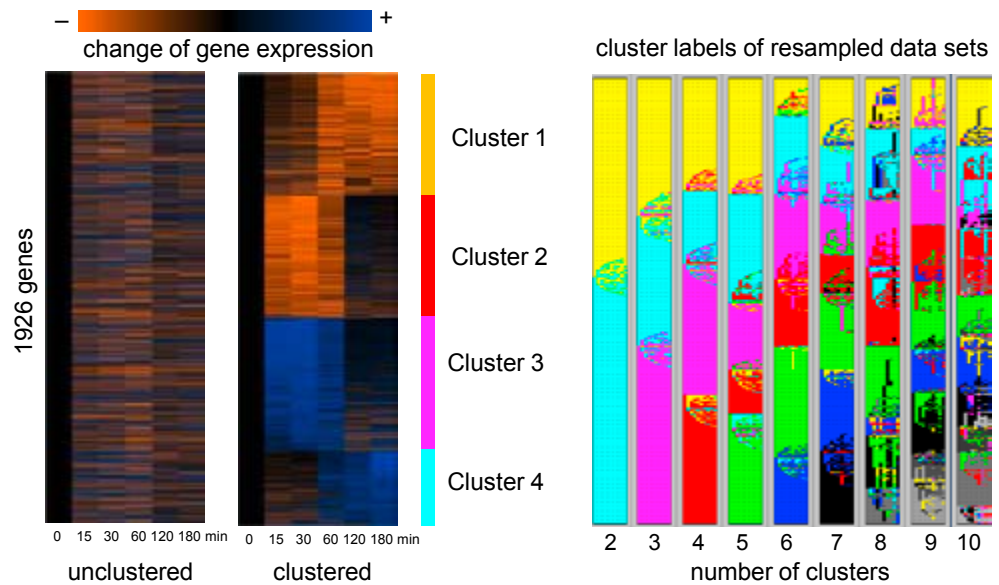 – +
change of gene expression
cluster labels of resampled data sets
1926 genes
Cluster 1
Cluster 2
Cluster 3
Cluster 4
0 15 30 60 120 180 min
0 15 30 60 120 180 min
unclustered
clustered
2 3 4 5 6 7 8 9 10
number of clusters